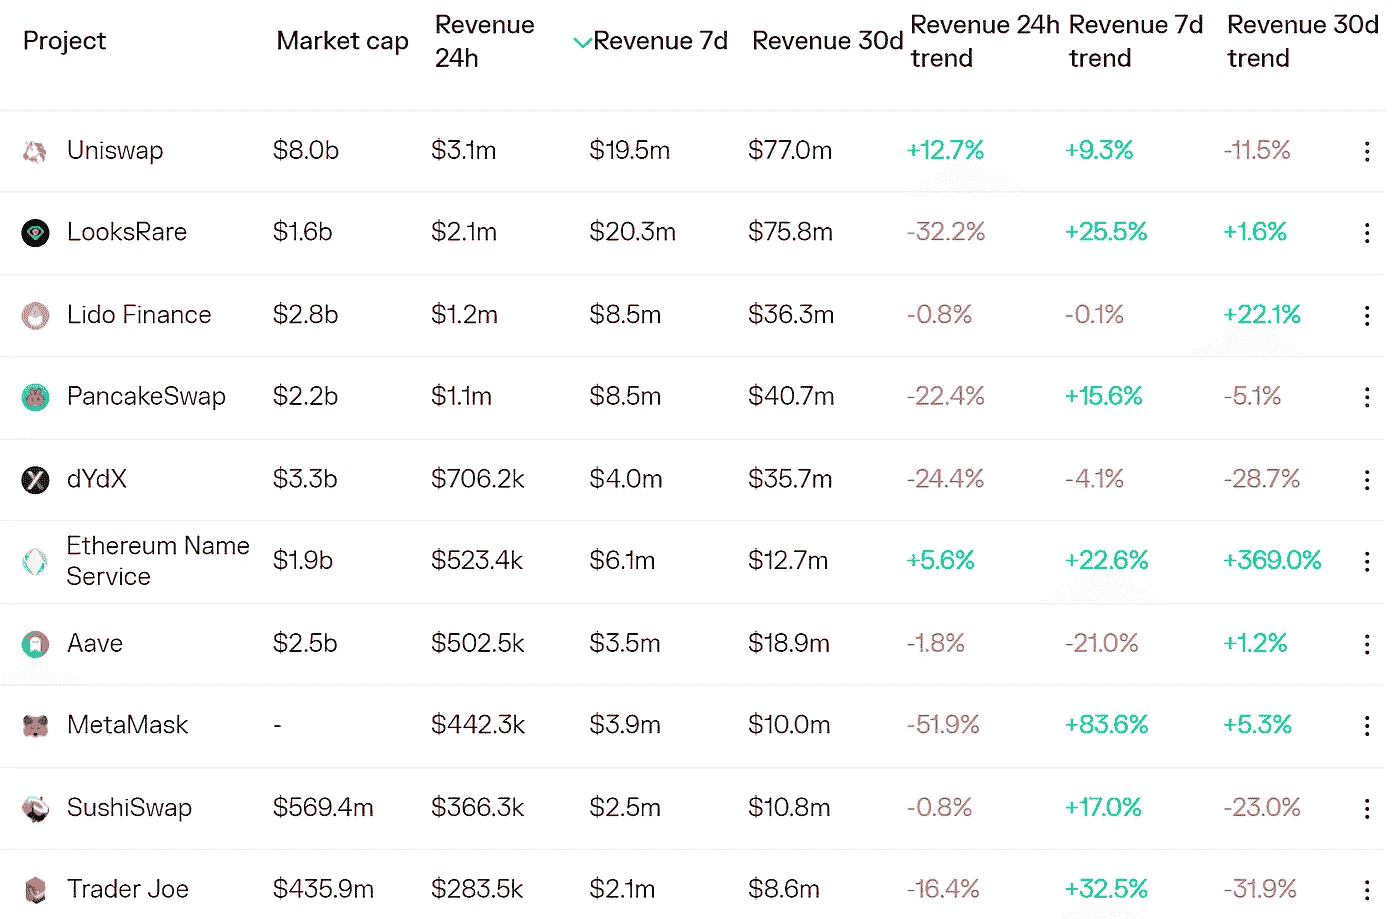 Project Market cap Revenue 24h Revenue 7d Revenue 30d Revenue 24h trend Revenue 7d trend Revenue 30d trend
Uniswap $8.0b $3.1m $19.5m $77.0m +12.7% +9.3% -11.5%
LooksRare $1.6b $2.1m $20.3m $75.8m -32.2% +25.5% +1.6%
Lido Finance $2.8b $1.2m $8.5m $36.3m -0.8% -0.1% +22.1%
PancakeSwap $2.2b $1.1m $8.5m $40.7m -22.4% +15.6% -5.1%
dYdX $3.3b $706.2k $4.0m $35.7m -24.4% -4.1% -28.7%
Ethereum Name Service $1.9b $523.4k $6.1m $12.7m +5.6% +22.6% +369.0%
Aave $2.5b $502.5k $3.5m $18.9m -1.8% -21.0% +1.2%
MetaMask - $442.3k $3.9m $10.0m -51.9% +83.6% +5.3%
SushiSwap $569.4m $366.3k $2.5m $10.8m -0.8% +17.0% -23.0%
Trader Joe $435.9m $283.5k $2.1m $8.6m -16.4% +32.5% -31.9%